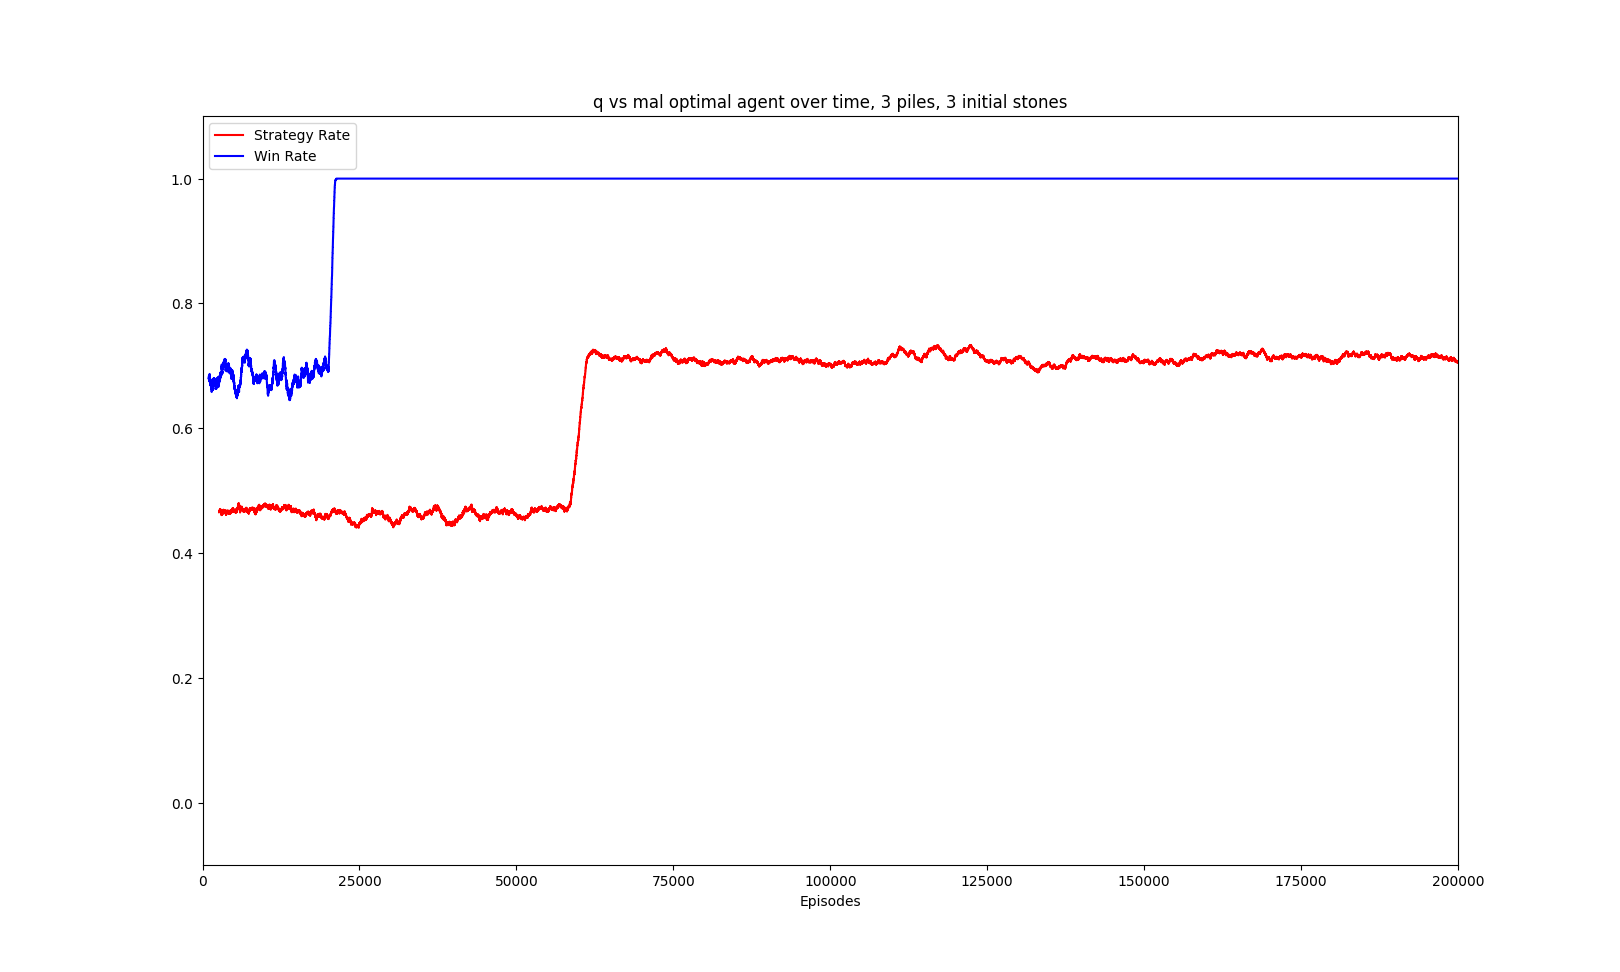 q vs mal optimal agent over time, 3 piles, 3 initial stones
Strategy Rate
Win Rate
1.0
0.8
0.6
0.4
0.2
0.0
0 25000 50000 75000 100000 125000 150000 175000 200000
Episodes